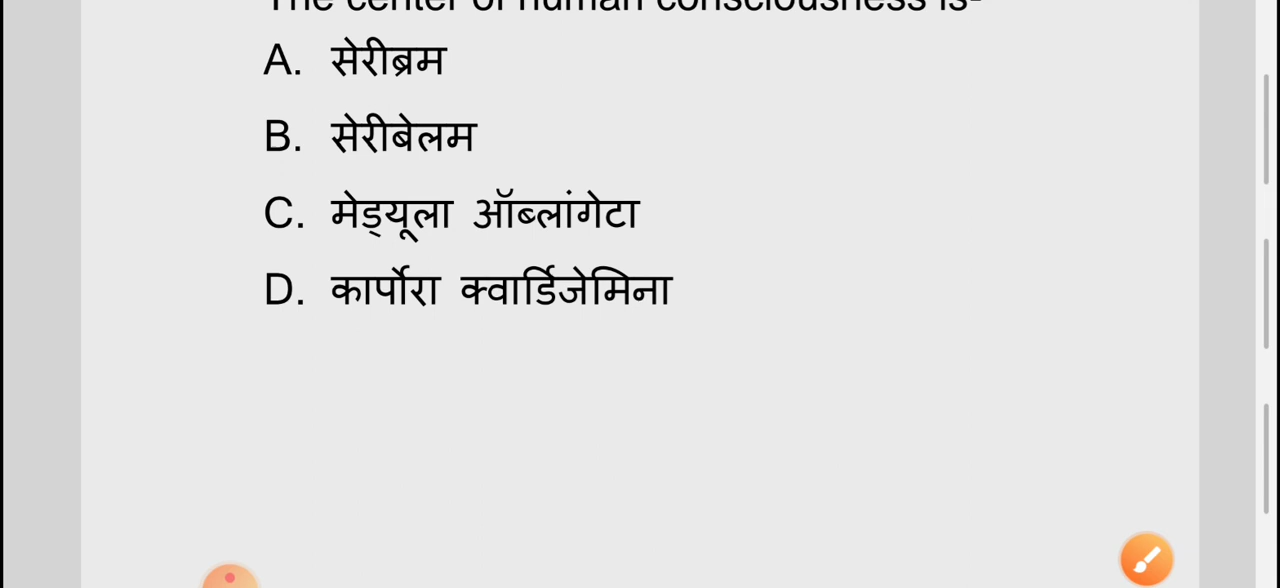 The center of human consciousness is-
A. सेरीब्रम
B. सेरीबेलम
C. मेड्यूला ऑब्लांगेटा
D. कार्पोरा क्वार्डिजेमिना